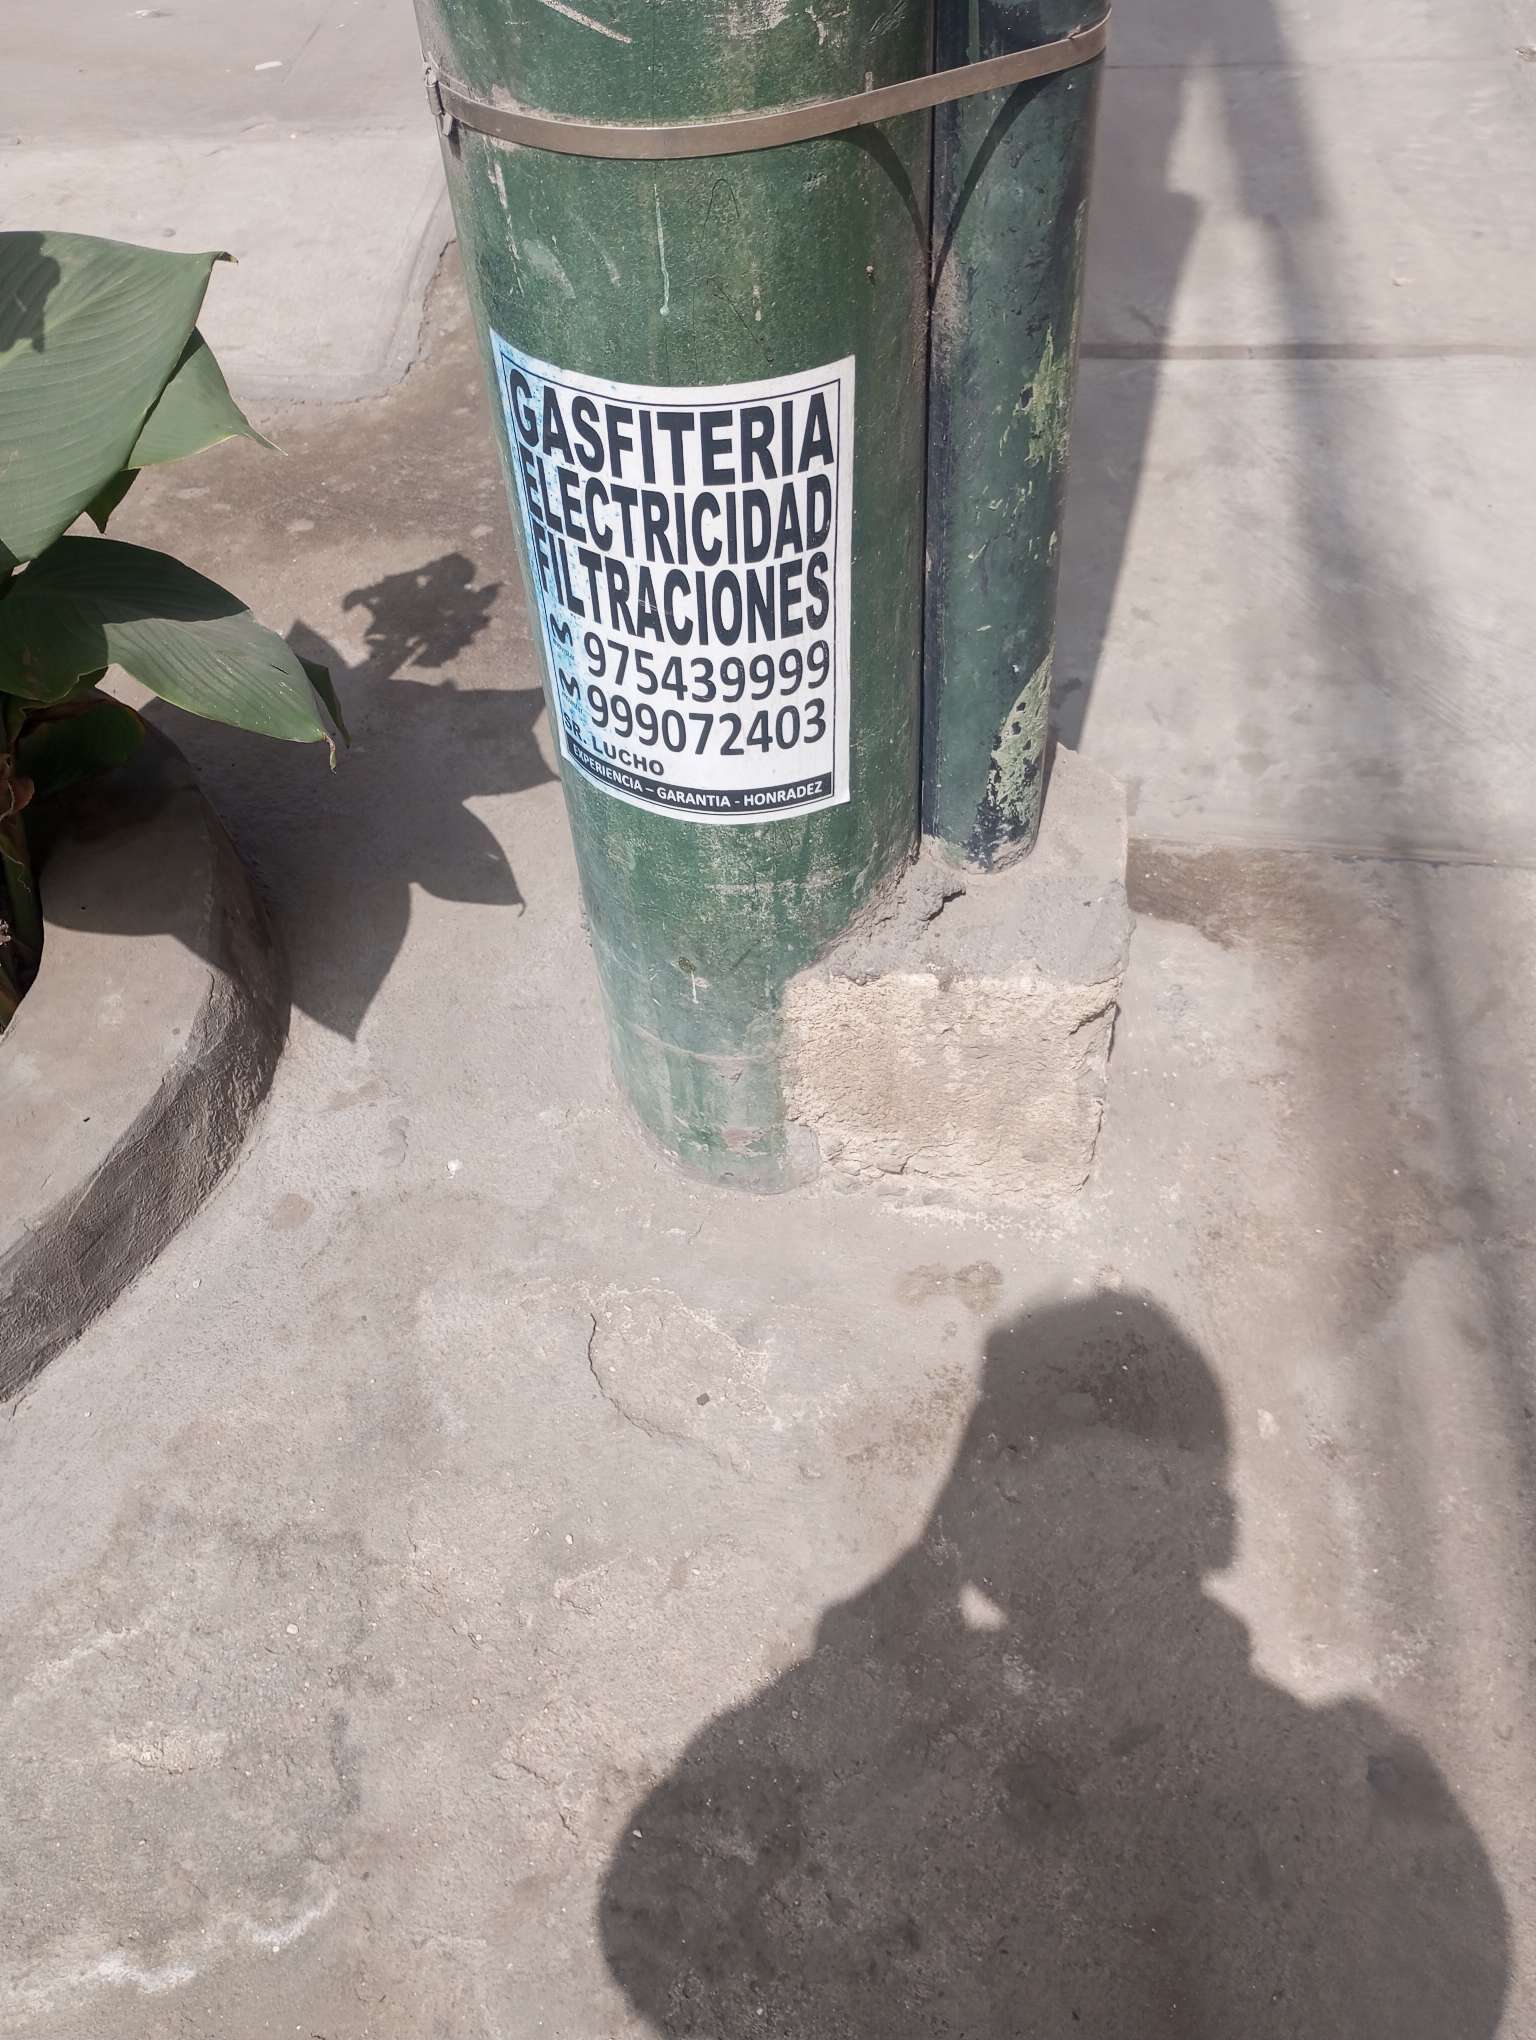 GASFITERIA
ELECTRICIDAD
FILTRACIONES
975439999
999072403
SR. LUCHO
EXPERIENCIA – GARANTIA - HONRADEZ